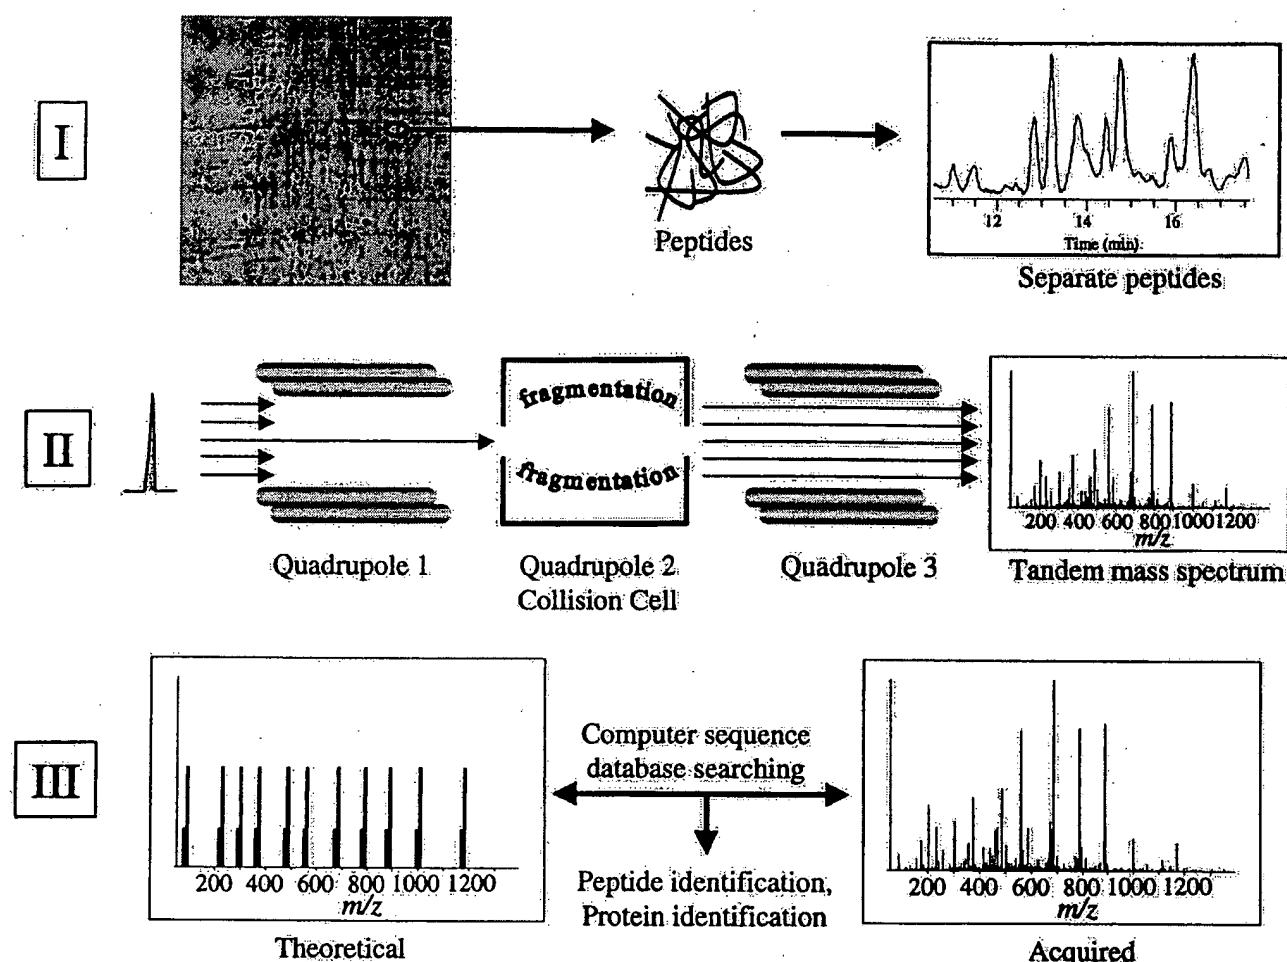 I
Peptides
12 14 16
Time (min)
Separate peptides
II
fragmentation
fragmentation
Quadrupole 1
Quadrupole 2
Collision Cell
Quadrupole 3
200 400 600 800 1000 1200
m/z
Tandem mass spectrum
III
200 400 600 800 1000 1200
m/z
Theoretical
Computer sequence
database searching
Peptide identification,
Protein identification
200 400 600 800 1000 1200
m/z
Acquired